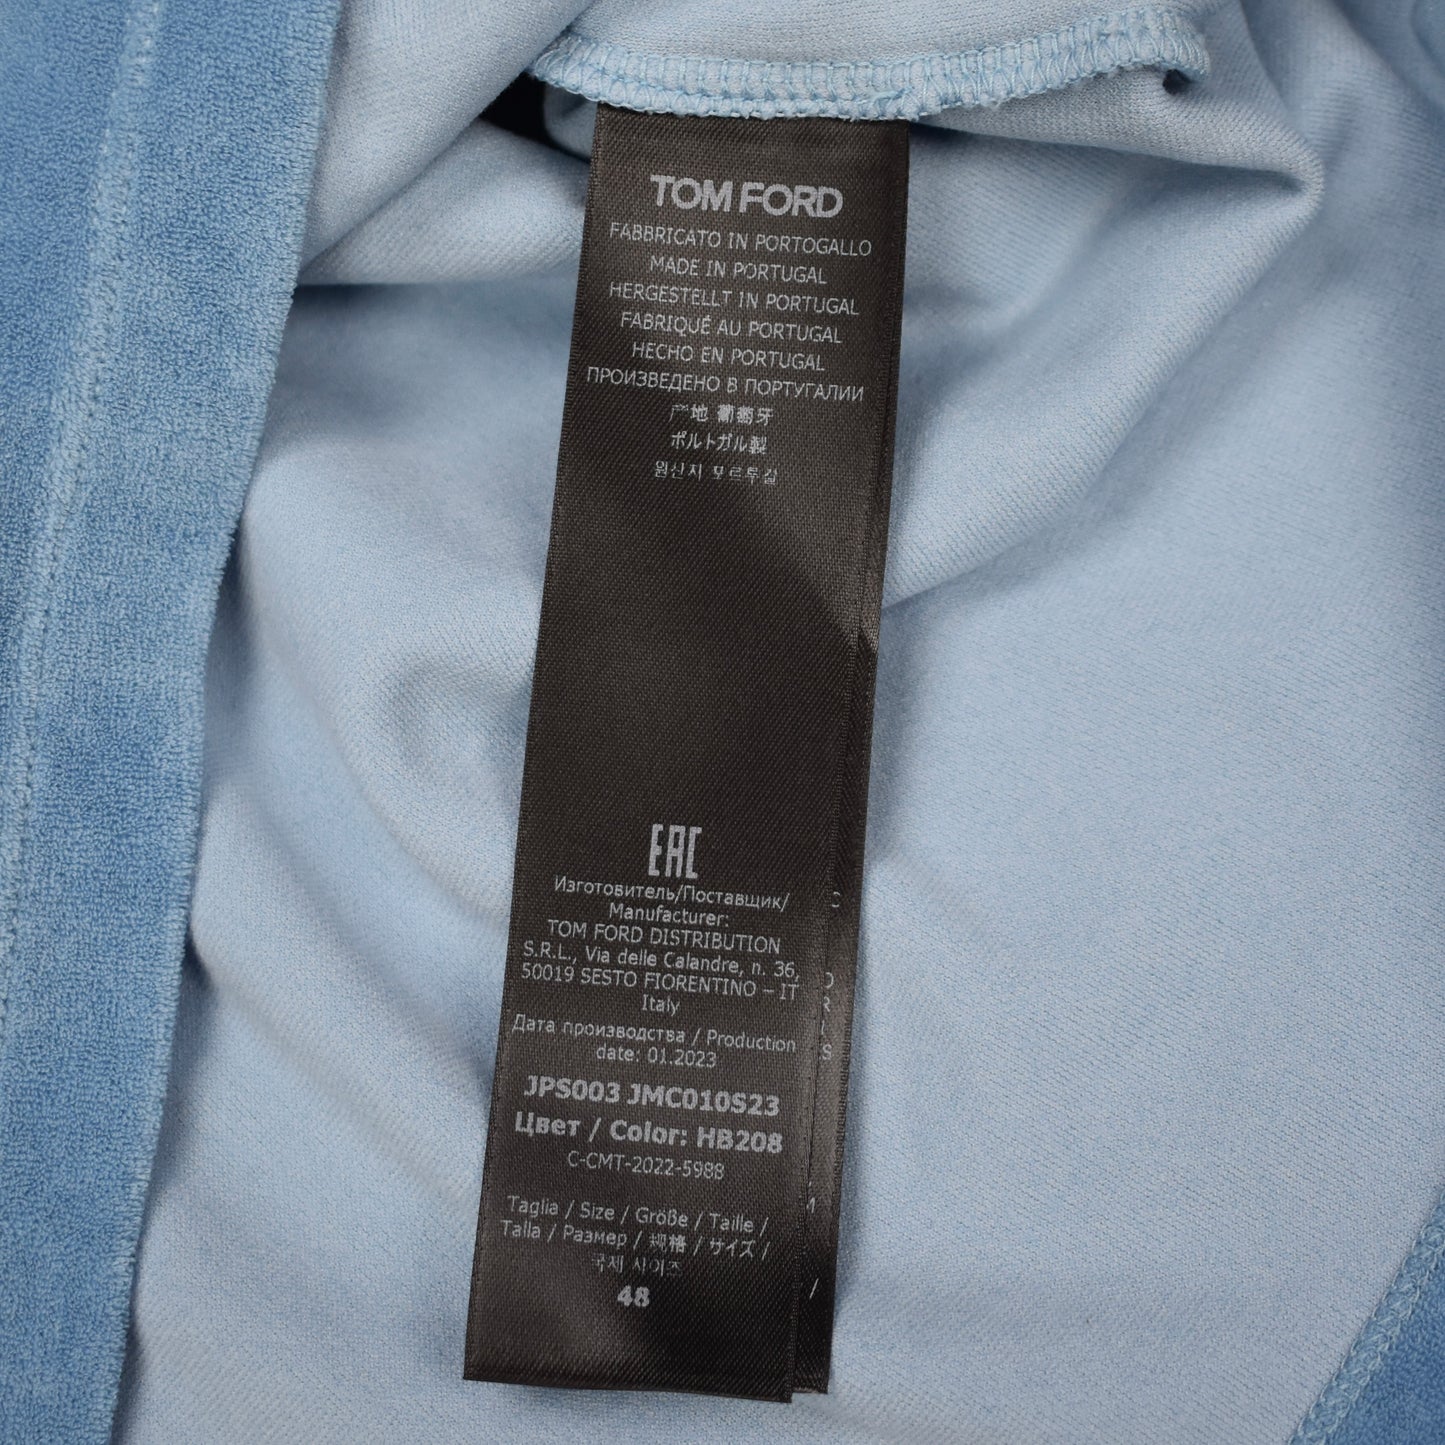 TOM FORD
FABBRICATO IN PORTOGALLO
MADE IN PORTUGAL
HERGESTELLT IN PORTUGAL
FABRIQUÉ AU PORTUGAL
HECHO EN PORTUGAL
ПРОИЗВЕДЕНО В ПОРТУГАЛИИ
产地 葡萄牙
ポルトガル製
원산지 포르투갈
EAC
Изготовитель/Поставщик/
Manufacturer:
TOM FORD DISTRIBUTION
S.R.L., Via delle Calandre, n. 36,
50019 SESTO FIORENTINO – IT
Italy
Дата производства / Production
date: 01.2023
JPS003 JMC010S23
Цвет / Color: HB208
C-CMT-2022-5988
Taglia / Size / Größe / Taille /
Talla / Размер / 规格 / サイズ /
국제 사이즈
48